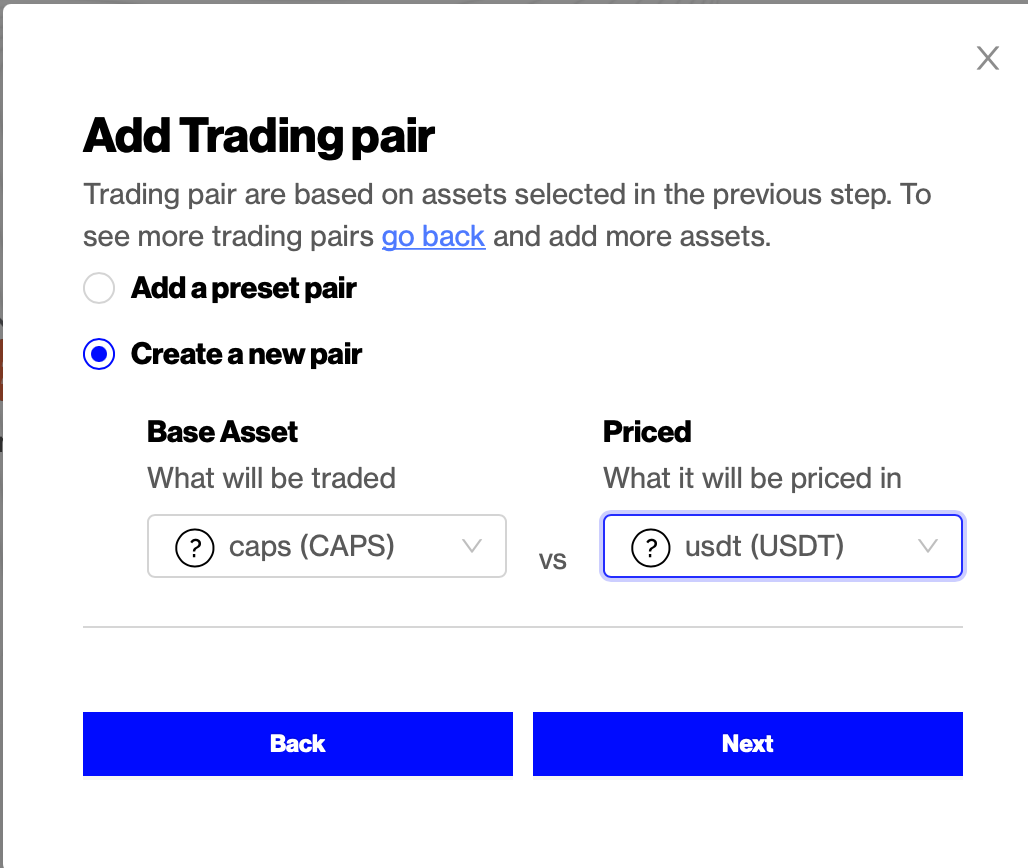 Add Trading pair
Trading pair are based on assets selected in the previous step. To
see more trading pairs go back and add more assets.
Add a preset pair
Create a new pair
Base Asset
Priced
What will be traded
What it will be priced in
? caps (CAPS)
vs
? usdt (USDT)
Back
Next